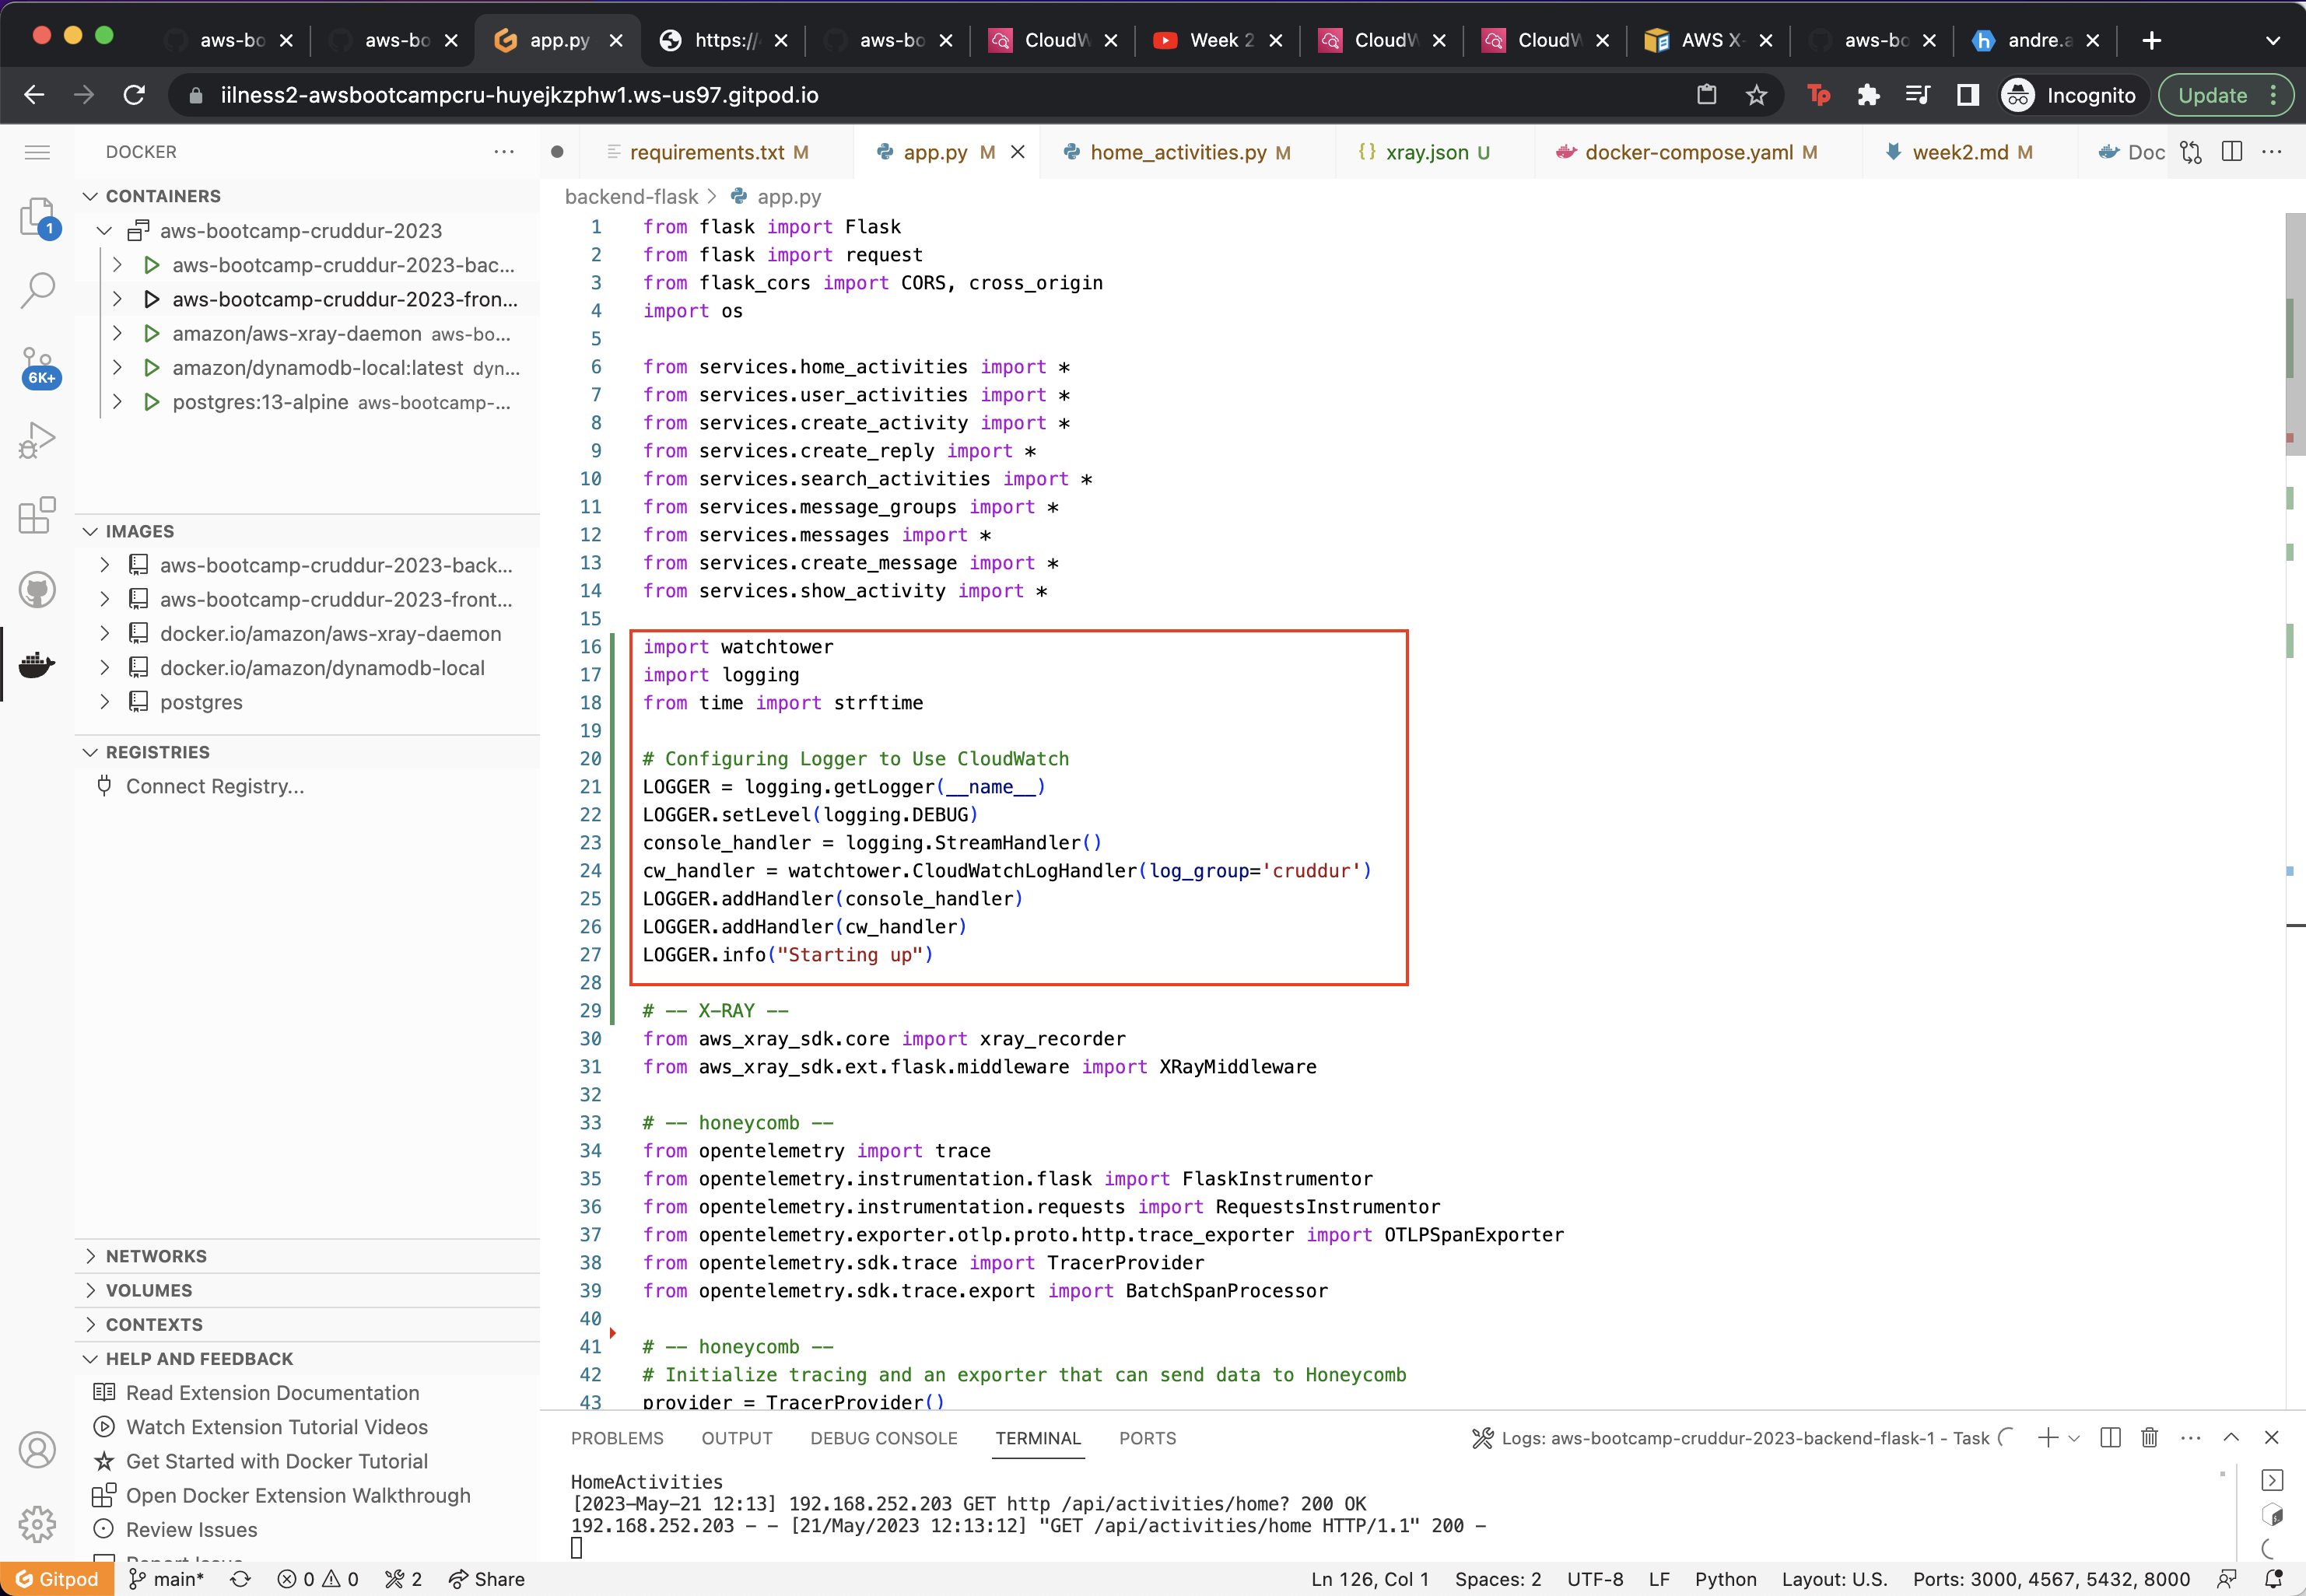 aws-bo
aws-bo
app.py
https://
aws-bo
CloudW
Week 2
CloudW
CloudW
AWS X-
aws-bo
andre.a
iilness2-awsbootcampcru-huyejkzphw1.ws-us97.gitpod.io
Tp
Incognito
Update
DOCKER
requirements.txt M
app.py M
home_activities.py M
{} xray.json U
docker-compose.yaml M
week2.md M
Doc
1
6K+
CONTAINERS
aws-bootcamp-cruddur-2023
aws-bootcamp-cruddur-2023-bac...
aws-bootcamp-cruddur-2023-fron...
amazon/aws-xray-daemon aws-bo...
amazon/dynamodb-local:latest dyn...
postgres:13-alpine aws-bootcamp-...
IMAGES
aws-bootcamp-cruddur-2023-back...
aws-bootcamp-cruddur-2023-front...
docker.io/amazon/aws-xray-daemon
docker.io/amazon/dynamodb-local
postgres
REGISTRIES
Connect Registry...
NETWORKS
VOLUMES
CONTEXTS
HELP AND FEEDBACK
Read Extension Documentation
Watch Extension Tutorial Videos
Get Started with Docker Tutorial
Open Docker Extension Walkthrough
Review Issues
Report Issue
backend-flask > app.py
1 from flask import Flask
2 from flask import request
3 from flask_cors import CORS, cross_origin
4 import os
5
6 from services.home_activities import *
7 from services.user_activities import *
8 from services.create_activity import *
9 from services.create_reply import *
10 from services.search_activities import *
11 from services.message_groups import *
12 from services.messages import *
13 from services.create_message import *
14 from services.show_activity import *
15
16 import watchtower
17 import logging
18 from time import strftime
19
20 # Configuring Logger to Use CloudWatch
21 LOGGER = logging.getLogger(__name__)
22 LOGGER.setLevel(logging.DEBUG)
23 console_handler = logging.StreamHandler()
24 cw_handler = watchtower.CloudWatchLogHandler(log_group='cruddur')
25 LOGGER.addHandler(console_handler)
26 LOGGER.addHandler(cw_handler)
27 LOGGER.info("Starting up")
28
29 # -- X-RAY --
30 from aws_xray_sdk.core import xray_recorder
31 from aws_xray_sdk.ext.flask.middleware import XRayMiddleware
32
33 # -- honeycomb --
34 from opentelemetry import trace
35 from opentelemetry.instrumentation.flask import FlaskInstrumentor
36 from opentelemetry.instrumentation.requests import RequestsInstrumentor
37 from opentelemetry.exporter.otlp.proto.http.trace_exporter import OTLPSpanExporter
38 from opentelemetry.sdk.trace import TracerProvider
39 from opentelemetry.sdk.trace.export import BatchSpanProcessor
40
41 # -- honeycomb --
42 # Initialize tracing and an exporter that can send data to Honeycomb
43 provider = TracerProvider()
PROBLEMS OUTPUT DEBUG CONSOLE TERMINAL PORTS
Logs: aws-bootcamp-cruddur-2023-backend-flask-1 - Task
HomeActivities
[2023-May-21 12:13] 192.168.252.203 GET http /api/activities/home? 200 OK
192.168.252.203 - - [21/May/2023 12:13:12] "GET /api/activities/home HTTP/1.1" 200 -
Gitpod main* 0 0 2 Share Ln 126, Col 1 Spaces: 2 UTF-8 LF Python Layout: U.S. Ports: 3000, 4567, 5432, 8000